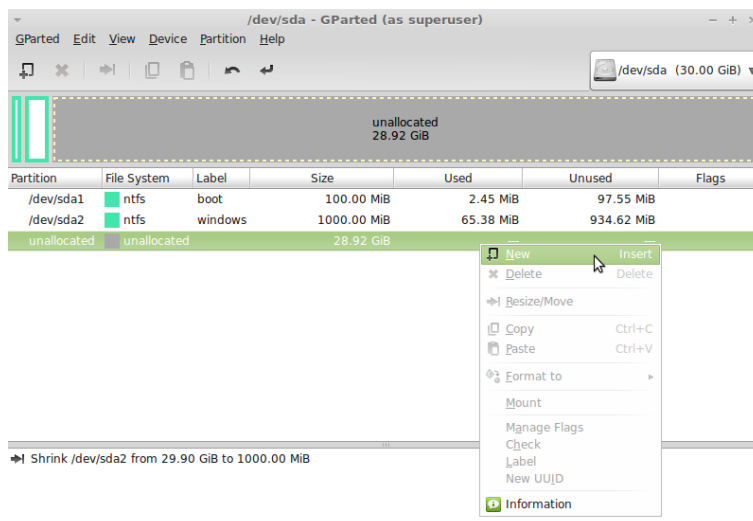 /dev/sda - GParted (as superuser)
GParted Edit View Device Partition Help
/dev/sda (30.00 GiB)
unallocated
28.92 GiB
Partition File System Label Size Used Unused Flags
/dev/sda1 ntfs boot 100.00 MiB 2.45 MiB 97.55 MiB
/dev/sda2 ntfs windows 1000.00 MiB 65.38 MiB 934.62 MiB
unallocated unallocated 28.92 GiB — —
New Insert
Delete Delete
Resize/Move
Copy Ctrl+C
Paste Ctrl+V
Format to
Mount
Manage Flags
Check
Label
New UUID
Information
Shrink /dev/sda2 from 29.90 GiB to 1000.00 MiB